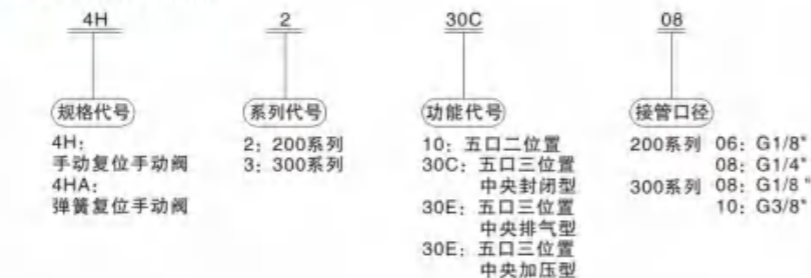 4H
2
30C
08
规格代号
系列代号
功能代号
接管口径
4H:
手动复位手动阀
4HA:
弹簧复位手动阀
2: 200系列
3: 300系列
10: 五口二位置
30C: 五口三位置
中央封闭型
30E: 五口三位置
中央排气型
30E: 五口三位置
中央加压型
200系列 06: G1/8"
08: G1/4"
300系列 08: G1/8"
10: G3/8"